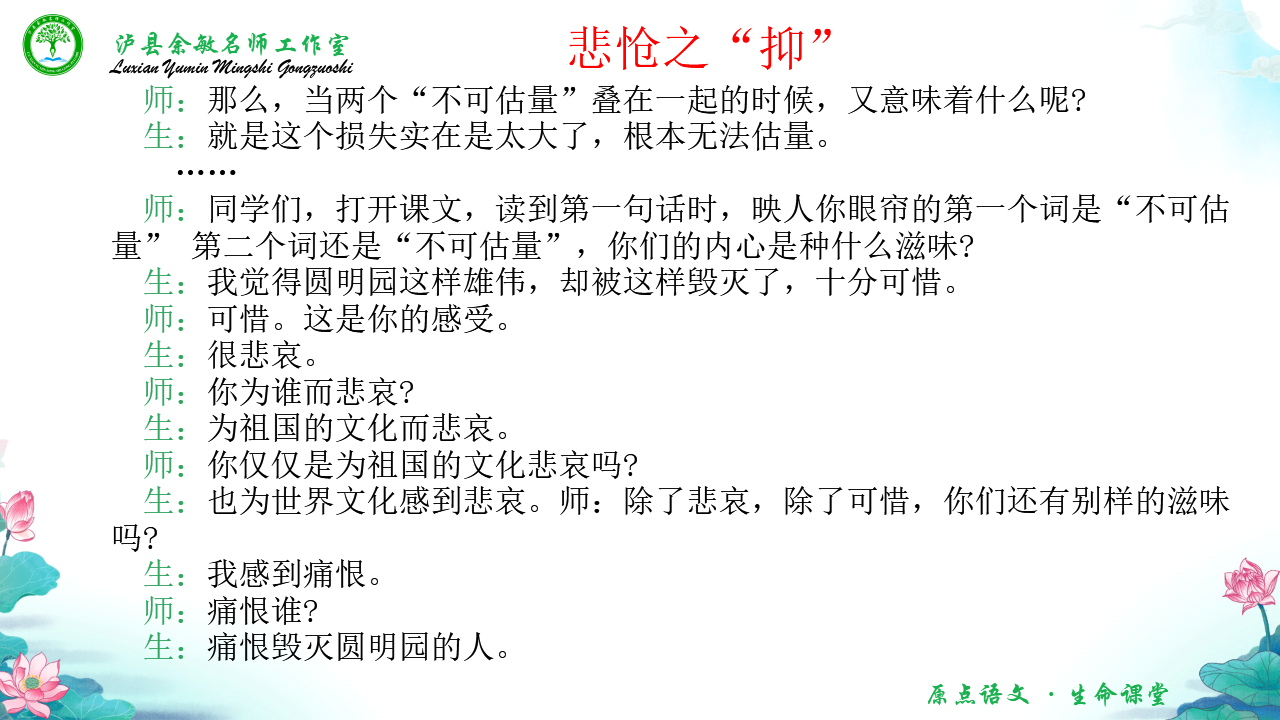 泸县余敏名师工作室
Luxian Yumin Mingshi Gongzuoshi
悲怆之“抑”
师：那么，当两个“不可估量”叠在一起的时候，又意味着什么呢?
生：就是这个损失实在是太大了，根本无法估量。
……
师：同学们，打开课文，读到第一句话时，映人你眼帘的第一个词是“不可估
量” 第二个词还是“不可估量”，你们的内心是种什么滋味?
生：我觉得圆明园这样雄伟，却被这样毁灭了，十分可惜。
师：可惜。这是你的感受。
生：很悲哀。
师：你为谁而悲哀?
生：为祖国的文化而悲哀。
师：你仅仅是为祖国的文化悲哀吗?
生：也为世界文化感到悲哀。师：除了悲哀，除了可惜，你们还有别样的滋味
吗?
生：我感到痛恨。
师：痛恨谁?
生：痛恨毁灭圆明园的人。
原点语文 · 生命课堂